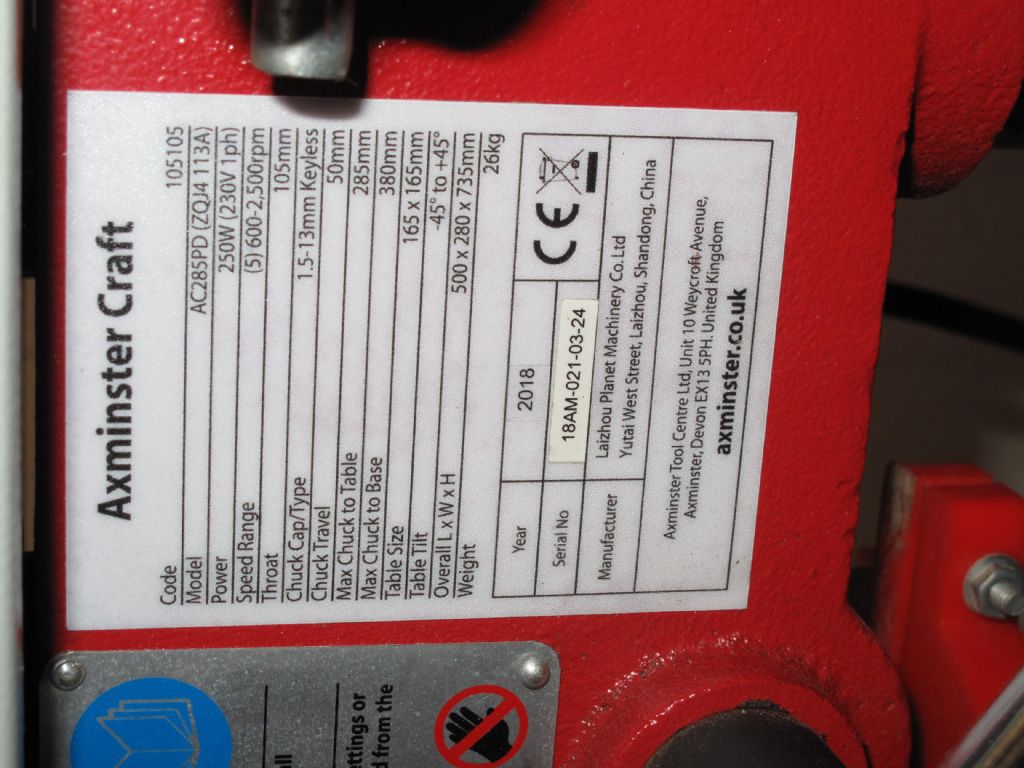 Axminster Craft
Code 105105
Model AC285PD (ZQJ4 113A)
Power 250W (230V 1ph)
Speed Range (5) 600-2,500rpm
Throat 105mm
Chuck Cap/Type 1.5-13mm Keyless
Chuck Travel 50mm
Max Chuck to Table 285mm
Max Chuck to Base 380mm
Table Size 165 x 165mm
Table Tilt -45° to +45°
Overall L x W x H 500 x 280 x 735mm
Weight 26kg
Year 2018
CE
Serial No 18AM-021-03-24
Manufacturer Laizhou Planet Machinery Co. Ltd
Yutai West Street, Laizhou, Shandong, China
Axminster Tool Centre Ltd, Unit 10 Weycroft Avenue,
Axminster, Devon EX13 5PH. United Kingdom
axminster.co.uk
ettings or
d from the